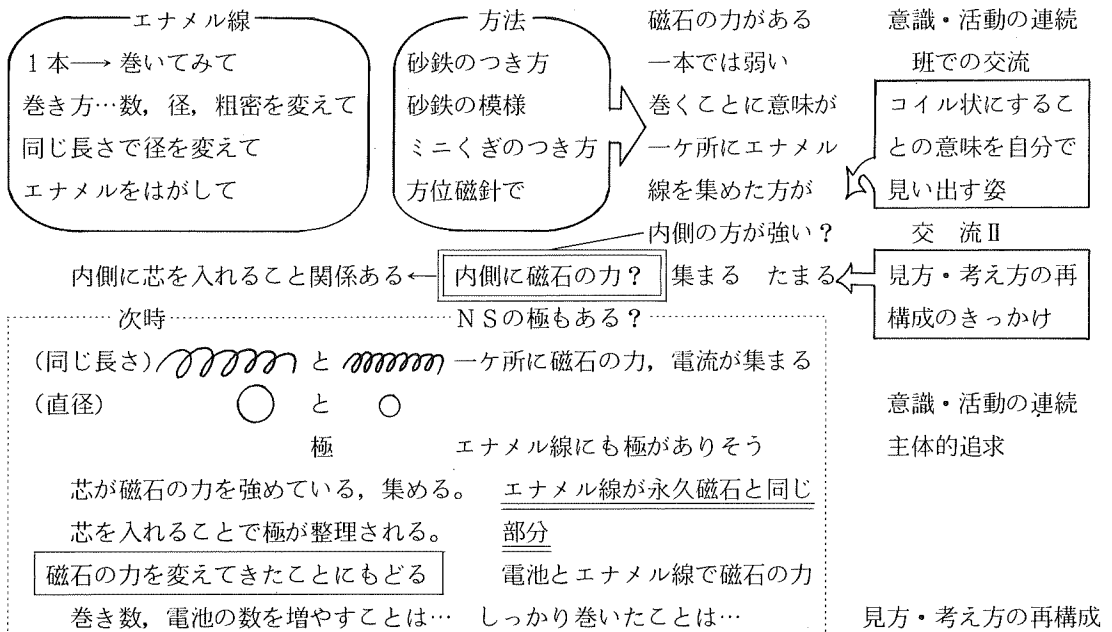 エナメル線
1本→巻いてみて
巻き方…数，径，粗密を変えて
同じ長さで径を変えて
エナメルをはがして
方法
砂鉄のつき方
砂鉄の模様
ミニくぎのつき方
方位磁針で
磁石の力がある
一本では弱い
巻くことに意味が
一ケ所にエナメル
線を集めた方が
内側の方が強い？
意識・活動の連続
班での交流
コイル状にするこ
との意味を自分で
見い出す姿
交　流Ⅱ
内側に芯を入れること関係ある←内側に磁石の力？　集まる　たまる
見方・考え方の再
構成のきっかけ
次時　ＮＳの極もある？
(同じ長さ)　と　一ケ所に磁石の力，電流が集まる
(直径)　と
意識・活動の連続
極　エナメル線にも極がありそう
主体的追求
芯が磁石の力を強めている，集める。
芯を入れることで極が整理される。
エナメル線が永久磁石と同じ
部分
磁石の力を変えてきたことにもどる
電池とエナメル線で磁石の力
巻き数，電池の数を増やすことは…　しっかり巻いたことは…
見方・考え方の再構成